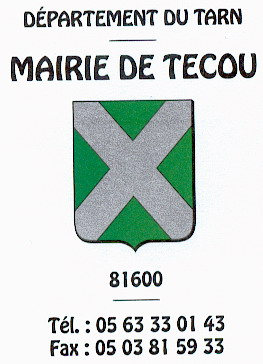 DÉPARTEMENT DU TARN
MAIRIE DE TECOU
81600
Tél. : 05 63 33 01 43
Fax : 05 03 81 59 33